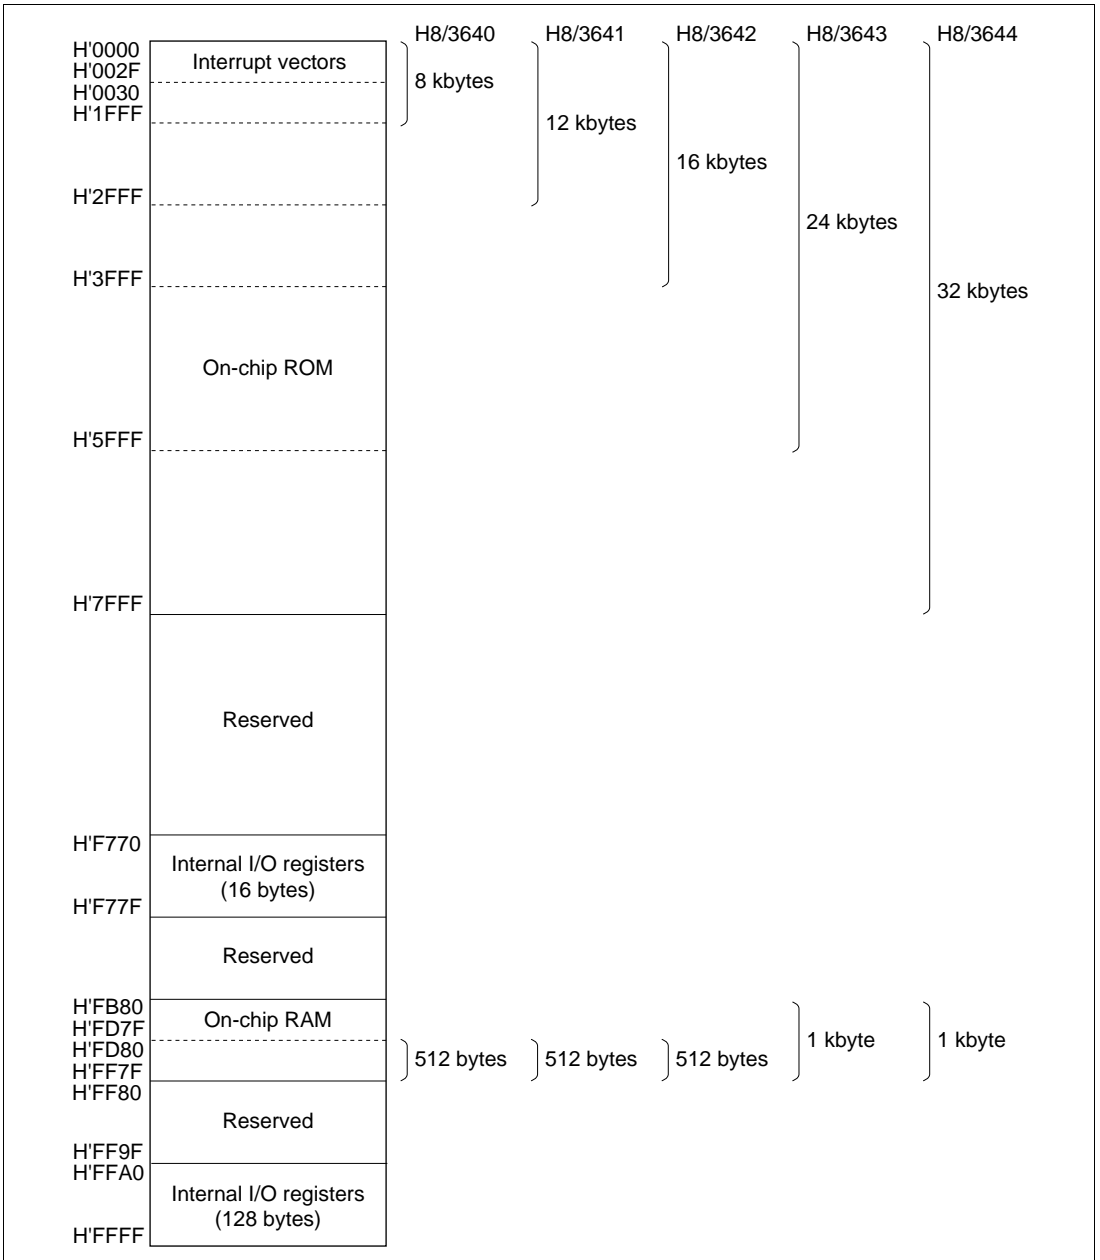 H8/3640 H8/3641 H8/3642 H8/3643 H8/3644
H'0000
Interrupt vectors
H'002F
8 kbytes
H'0030
H'1FFF
12 kbytes
16 kbytes
H'2FFF
24 kbytes
H'3FFF
32 kbytes
On-chip ROM
H'5FFF
H'7FFF
Reserved
H'F770
Internal I/O registers
(16 bytes)
H'F77F
Reserved
H'FB80
On-chip RAM
H'FD7F
1 kbyte 1 kbyte
H'FD80
512 bytes 512 bytes 512 bytes
H'FF7F
H'FF80
Reserved
H'FF9F
H'FFA0
Internal I/O registers
(128 bytes)
H'FFFF